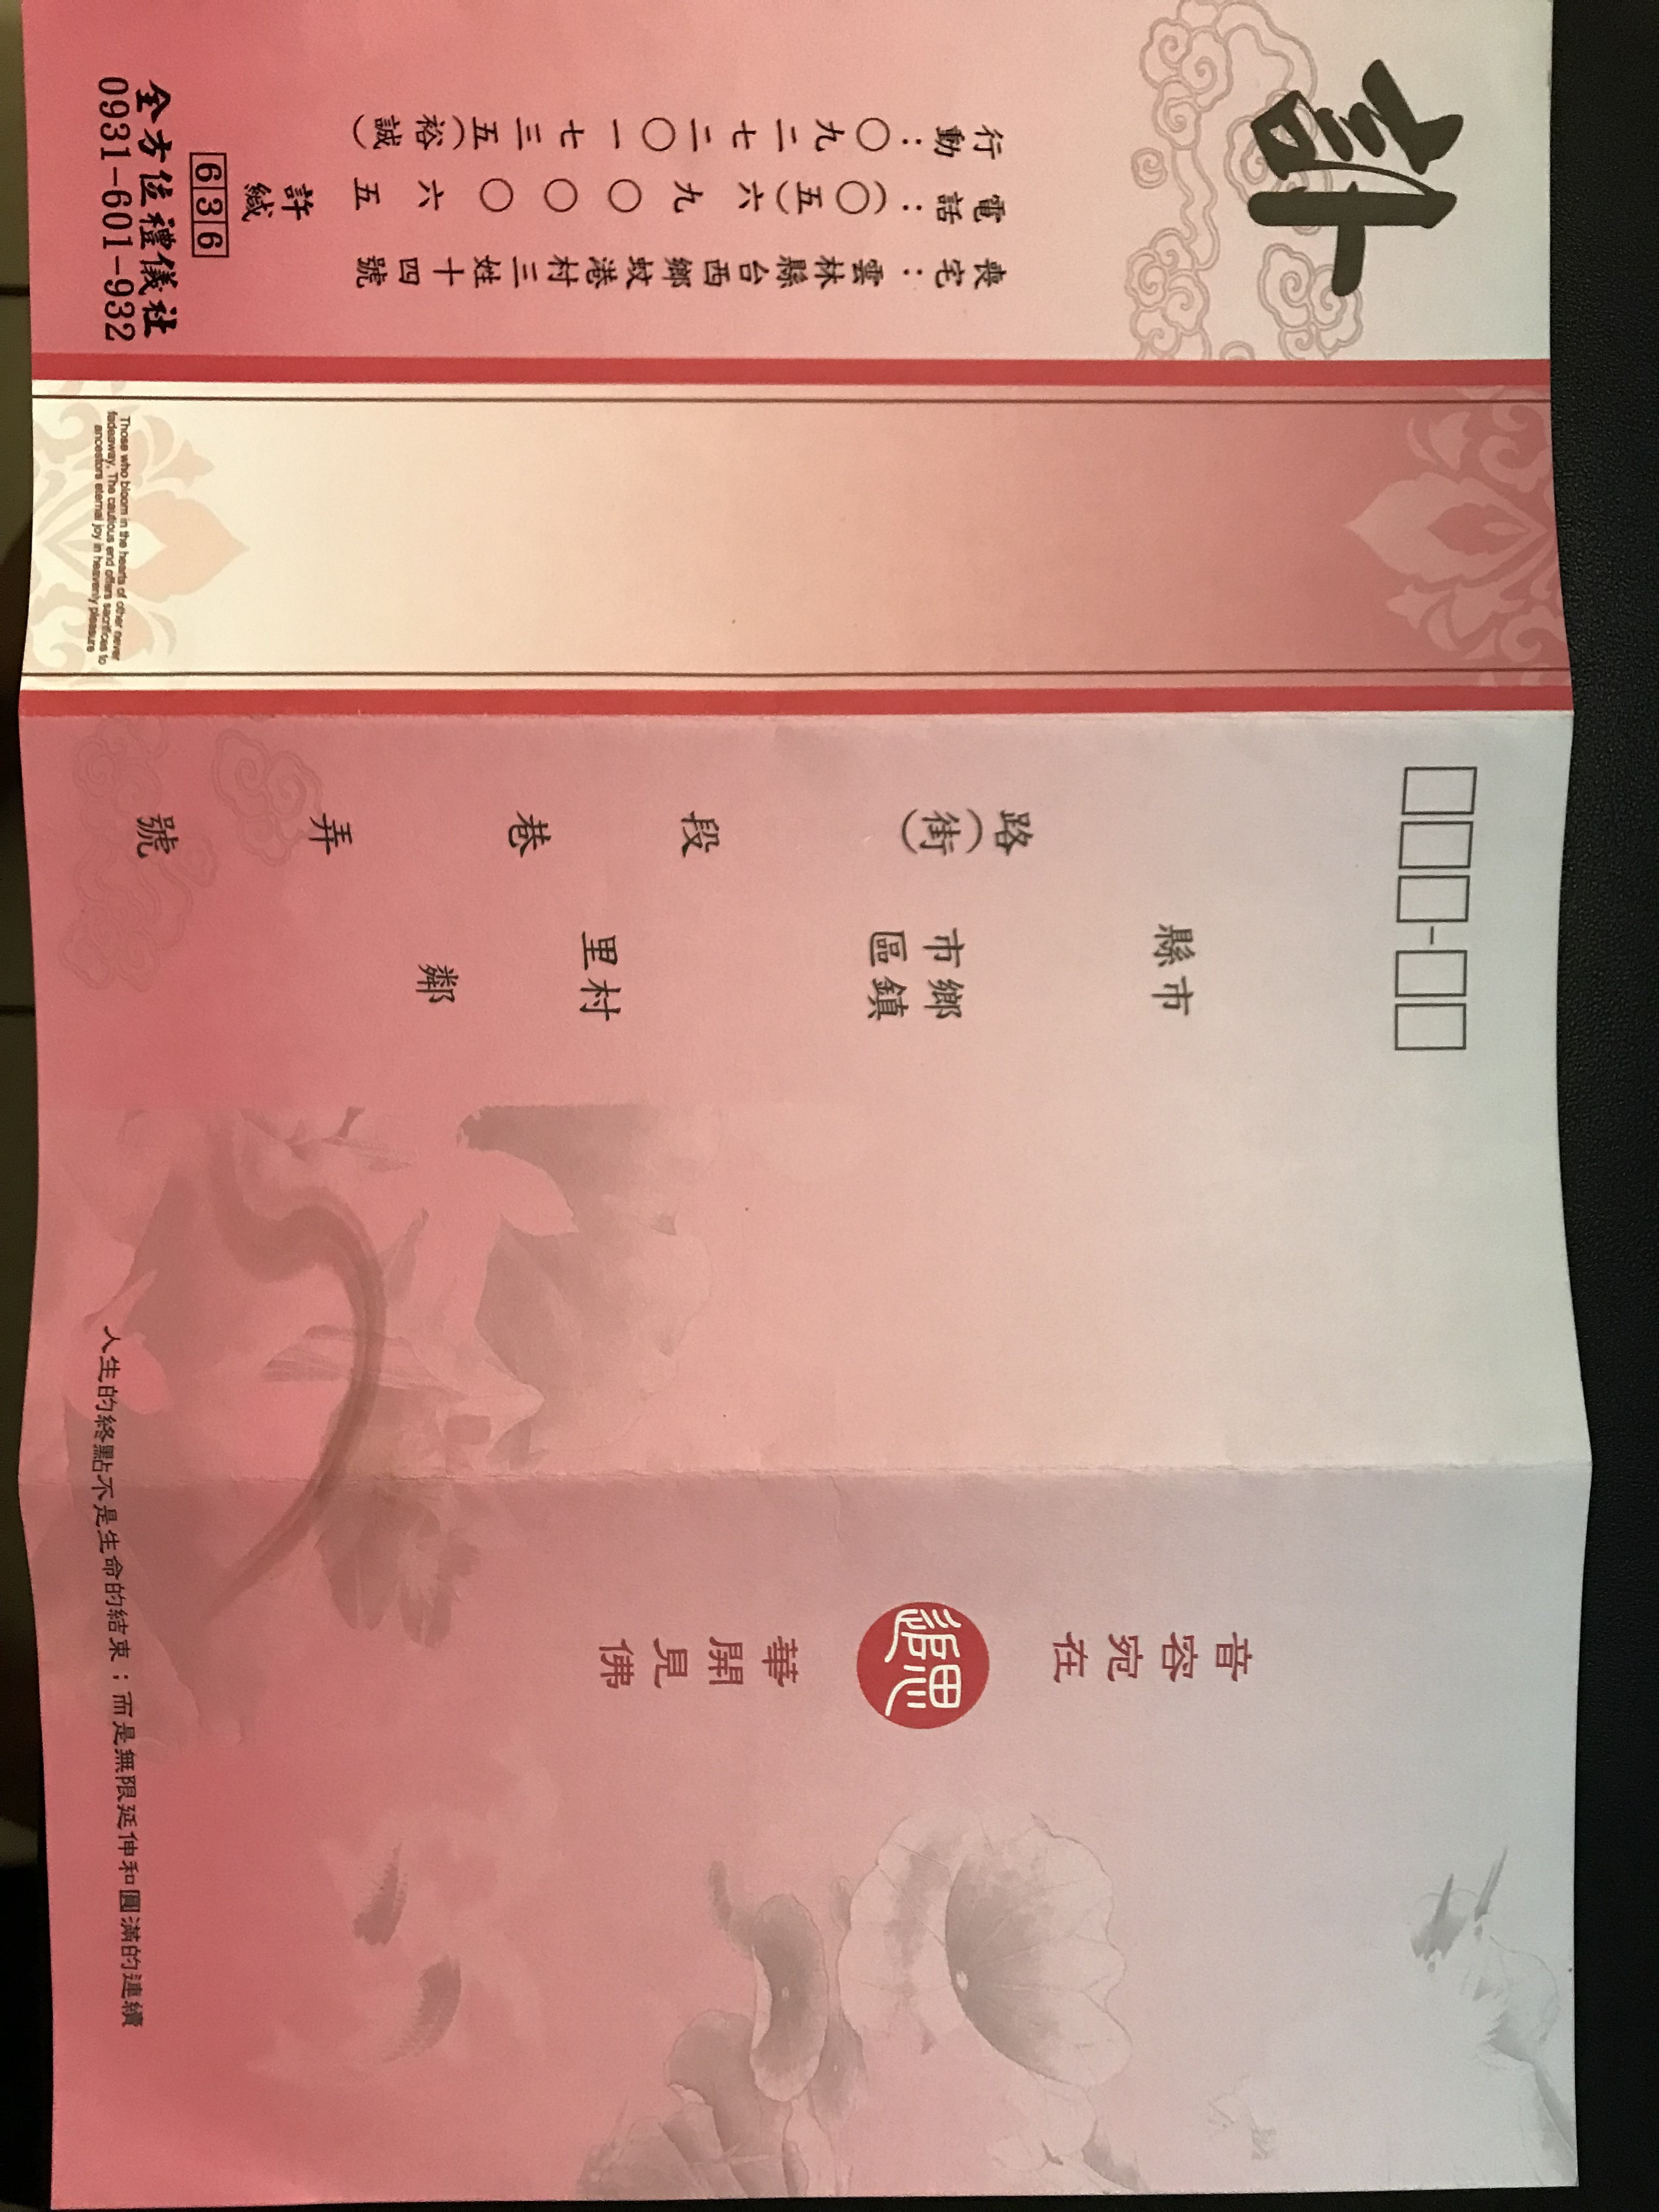 音容宛在
追思
華開見佛
人生的終點不是生命的結束；而是無限延伸和圓滿的連續
□□□-□□
縣市
鄉鎮
市區
村里
鄰
路(街)
段
巷
弄
號
Those who bloom in the hearts of other never
fadeaway, The cautious end offers sacrifices to
ancestors eternal joy in heavenly pleasure
訃
喪宅：雲林縣台西鄉蚊港村三姓十四號
電話：(〇五)六九〇〇〇六五
行動：〇九二七二〇一七三五(裕誠)
許緘
636
全方位禮儀社
0931-601-932